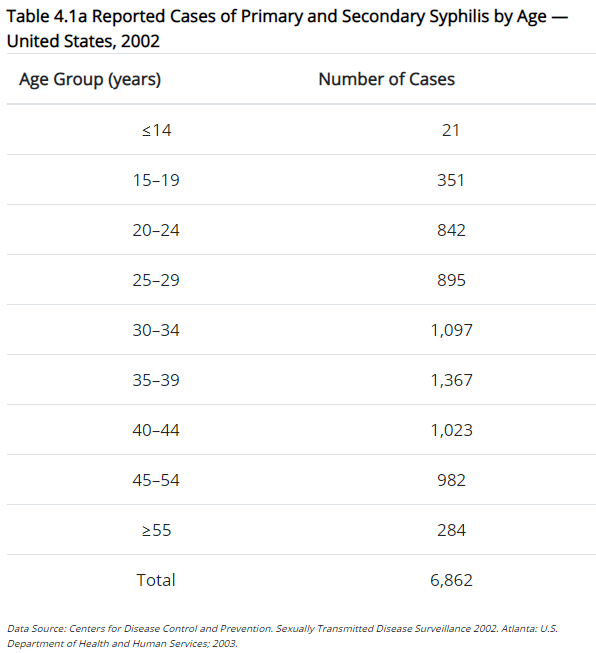 Table 4.1a Reported Cases of Primary and Secondary Syphilis by Age —
United States, 2002
Age Group (years) Number of Cases
≤14 21
15–19 351
20–24 842
25–29 895
30–34 1,097
35–39 1,367
40–44 1,023
45–54 982
≥55 284
Total 6,862
Data Source: Centers for Disease Control and Prevention. Sexually Transmitted Disease Surveillance 2002. Atlanta: U.S.
Department of Health and Human Services; 2003.